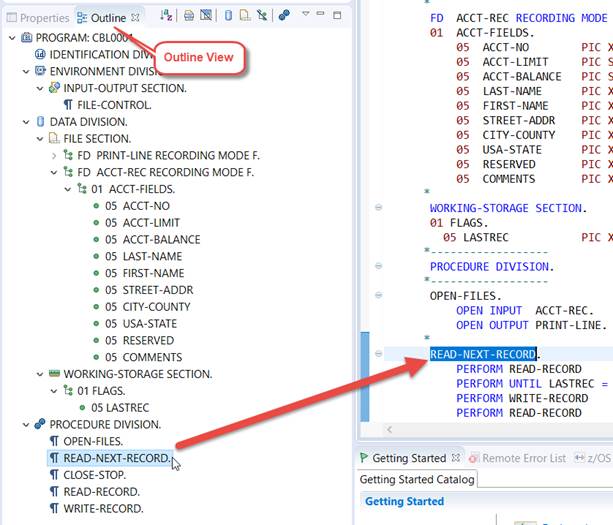 Properties
Outline
PROGRAM: CBL0001
IDENTIFICATION DIVI
Outline View
ENVIRONMENT DIVISI
INPUT-OUTPUT SECTION.
FILE-CONTROL.
DATA DIVISION.
FILE SECTION.
FD PRINT-LINE RECORDING MODE F.
FD ACCT-REC RECORDING MODE F.
01 ACCT-FIELDS.
05 ACCT-NO
05 ACCT-LIMIT
05 ACCT-BALANCE
05 LAST-NAME
05 FIRST-NAME
05 STREET-ADDR
05 CITY-COUNTY
05 USA-STATE
05 RESERVED
05 COMMENTS
WORKING-STORAGE SECTION.
01 FLAGS.
05 LASTREC
PROCEDURE DIVISION.
OPEN-FILES.
READ-NEXT-RECORD.
CLOSE-STOP.
READ-RECORD.
WRITE-RECORD.
*
FD ACCT-REC RECORDING MODE
01 ACCT-FIELDS.
05 ACCT-NO PIC X
05 ACCT-LIMIT PIC S
05 ACCT-BALANCE PIC S
05 LAST-NAME PIC X
05 FIRST-NAME PIC X
05 STREET-ADDR PIC X
05 CITY-COUNTY PIC X
05 USA-STATE PIC X
05 RESERVED PIC X
05 COMMENTS PIC X
*
WORKING-STORAGE SECTION.
01 FLAGS.
05 LASTREC PIC X
*------------------
PROCEDURE DIVISION.
*------------------
OPEN-FILES.
OPEN INPUT ACCT-REC.
OPEN OUTPUT PRINT-LINE.
*
READ-NEXT-RECORD.
PERFORM READ-RECORD
PERFORM UNTIL LASTREC =
PERFORM WRITE-RECORD
PERFORM READ-RECORD
Getting Started
Remote Error List
z/OS
Getting Started Catalog
Getting Started